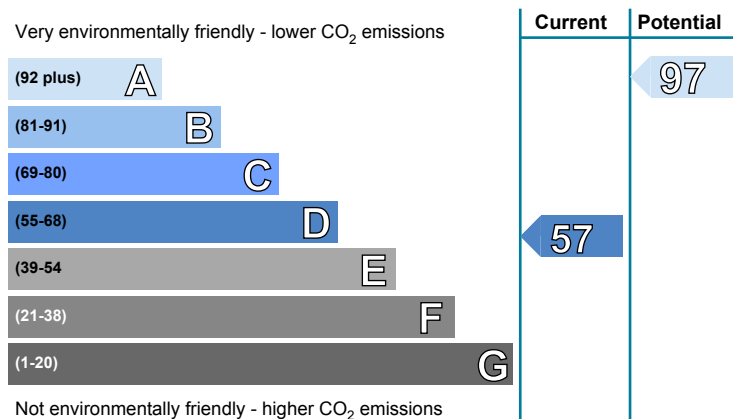 Very environmentally friendly - lower CO₂ emissions
Current
Potential
(92 plus) A
97
(81-91) B
(69-80) C
(55-68) D
57
(39-54 E
(21-38) F
(1-20) G
Not environmentally friendly - higher CO₂ emissions